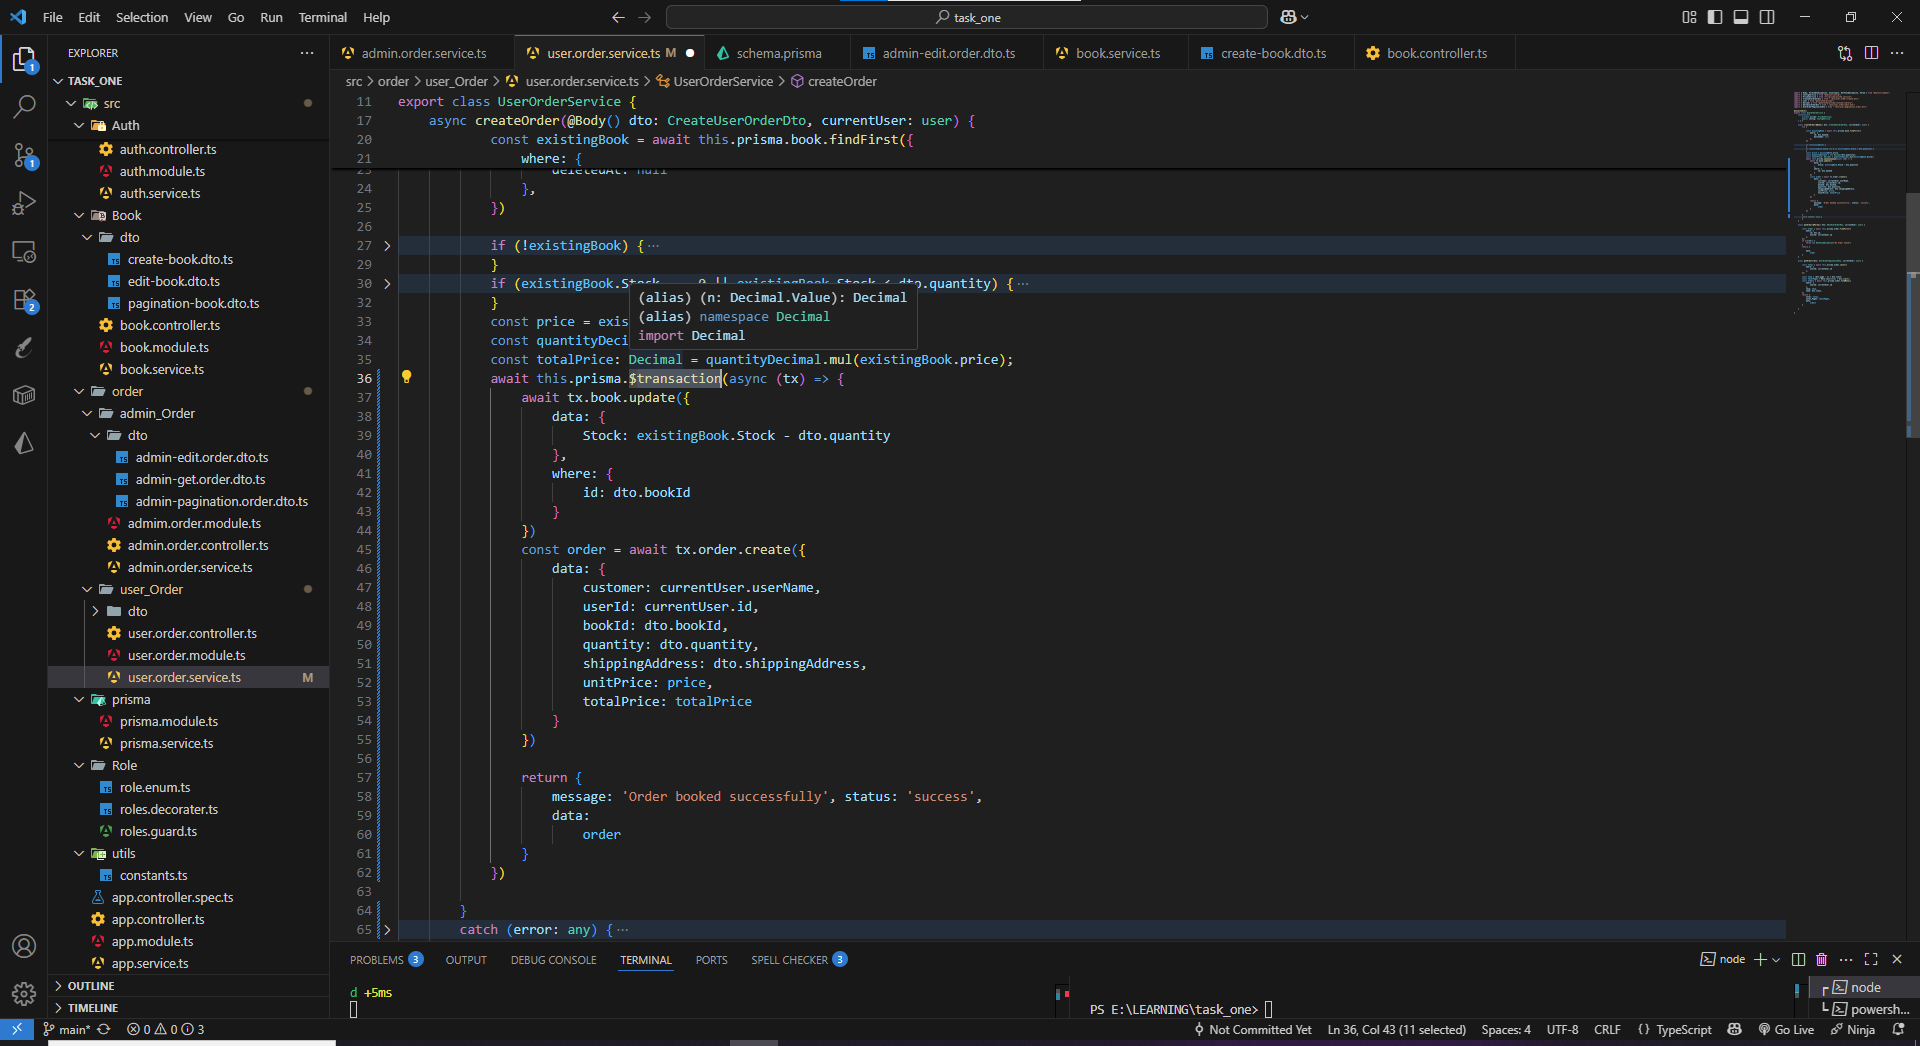 File Edit Selection View Go Run Terminal Help
task_one
EXPLORER
TASK_ONE
src
Auth
auth.controller.ts
auth.module.ts
auth.service.ts
Book
dto
create-book.dto.ts
edit-book.dto.ts
pagination-book.dto.ts
book.controller.ts
book.module.ts
book.service.ts
order
admin_Order
dto
admin-edit.order.dto.ts
admin-get.order.dto.ts
admin-pagination.order.dto.ts
admim.order.module.ts
admin.order.controller.ts
admin.order.service.ts
user_Order
dto
user.order.controller.ts
user.order.module.ts
user.order.service.ts M
prisma
prisma.module.ts
prisma.service.ts
Role
role.enum.ts
roles.decorater.ts
roles.guard.ts
utils
constants.ts
app.controller.spec.ts
app.controller.ts
app.module.ts
app.service.ts
OUTLINE
TIMELINE
admin.order.service.ts user.order.service.ts M schema.prisma admin-edit.order.dto.ts book.service.ts create-book.dto.ts book.controller.ts
src > order > user_Order > user.order.service.ts > UserOrderService > createOrder
11 export class UserOrderService {
17 async createOrder(@Body() dto: CreateUserOrderDto, currentUser: user) {
20 const existingBook = await this.prisma.book.findFirst({
21 where: {
23 deletedAt: null
24 },
25 })
26
27 if (!existingBook) {…
29 }
30 if (existingBook.Stock 0 || existingBook.Stock < dto.quantity) {…
32 }
33 const price = exis
34 const quantityDeci
35 const totalPrice: Decimal = quantityDecimal.mul(existingBook.price);
36 await this.prisma.$transaction(async (tx) => {
37 await tx.book.update({
38 data: {
39 Stock: existingBook.Stock - dto.quantity
40 },
41 where: {
42 id: dto.bookId
43 }
44 })
45 const order = await tx.order.create({
46 data: {
47 customer: currentUser.userName,
48 userId: currentUser.id,
49 bookId: dto.bookId,
50 quantity: dto.quantity,
51 shippingAddress: dto.shippingAddress,
52 unitPrice: price,
53 totalPrice: totalPrice
54 }
55 })
56
57 return {
58 message: 'Order booked successfully', status: 'success',
59 data:
60 order
61 }
62 })
63
64 }
65 catch (error: any) {…
(alias) (n: Decimal.Value): Decimal
(alias) namespace Decimal
import Decimal
PROBLEMS 3 OUTPUT DEBUG CONSOLE TERMINAL PORTS SPELL CHECKER 3
node
d +5ms
PS E:\LEARNING\task_one>
node
powersh...
main* 0 0 3
Not Committed Yet Ln 36, Col 43 (11 selected) Spaces: 4 UTF-8 CRLF {} TypeScript Go Live Ninja